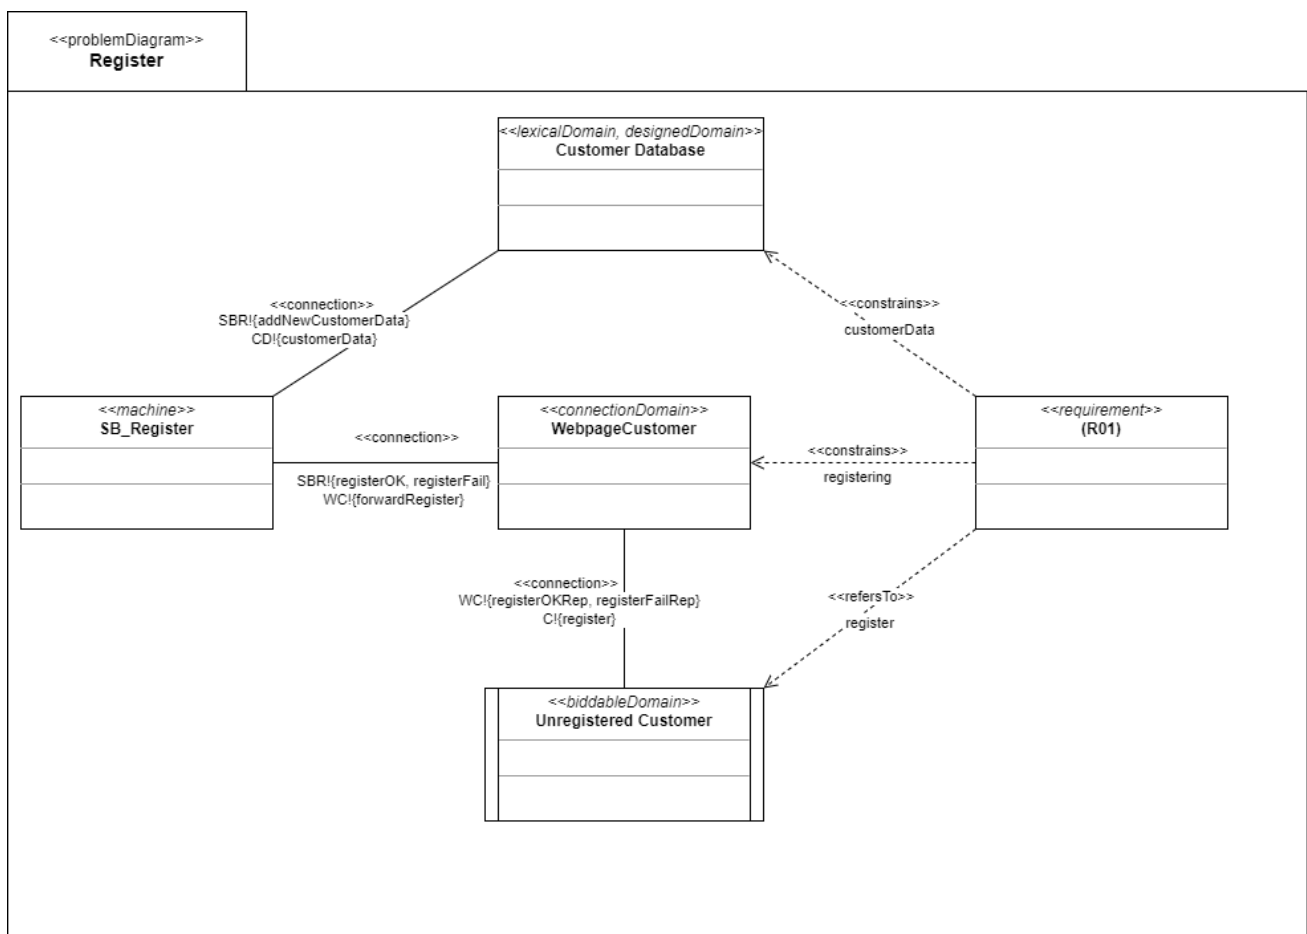 <<problemDiagram>>
Register
<<lexicalDomain, designedDomain>>
Customer Database
<<connection>>
SBR!{addNewCustomerData}
CD!{customerData}
<<constrains>>
customerData
<<machine>>
SB_Register
<<connection>>
SBR!{registerOK, registerFail}
WC!{forwardRegister}
<<connectionDomain>>
WebpageCustomer
<<constrains>>
registering
<<requirement>>
(R01)
<<connection>>
WC!{registerOKRep, registerFailRep}
C!{register}
<<refersTo>>
register
<<biddableDomain>>
Unregistered Customer